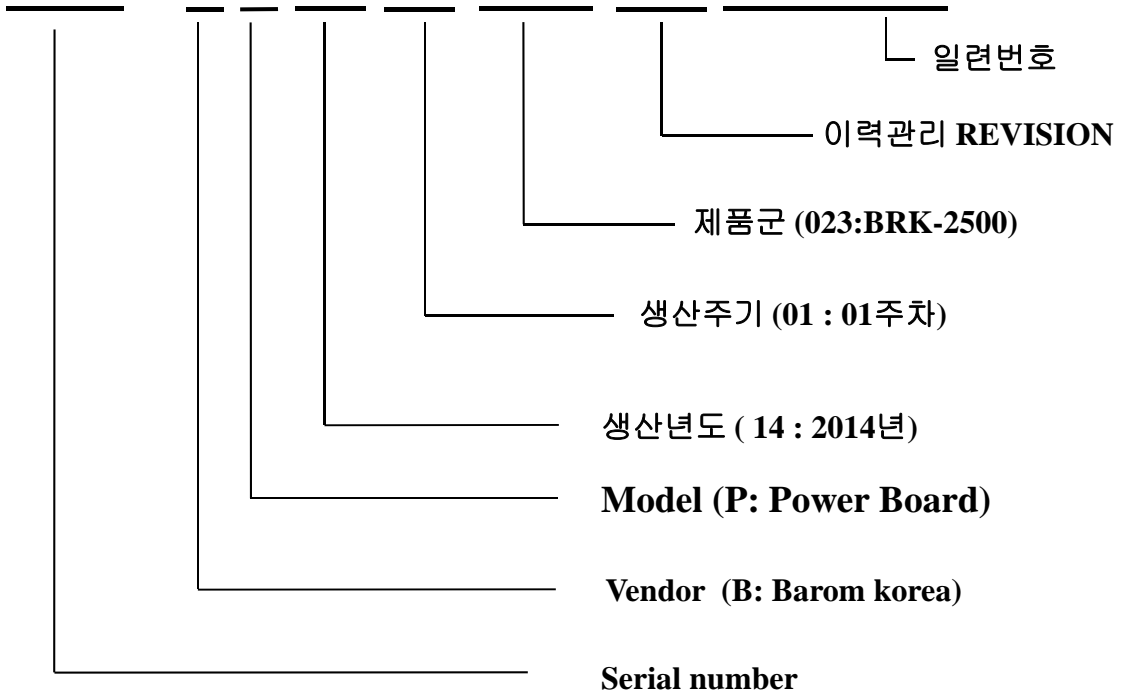 일련번호
이력관리 REVISION
제품군 (023:BRK-2500)
생산주기 (01 : 01주차)
생산년도 ( 14 : 2014년)
Model (P: Power Board)
Vendor (B: Barom korea)
Serial number